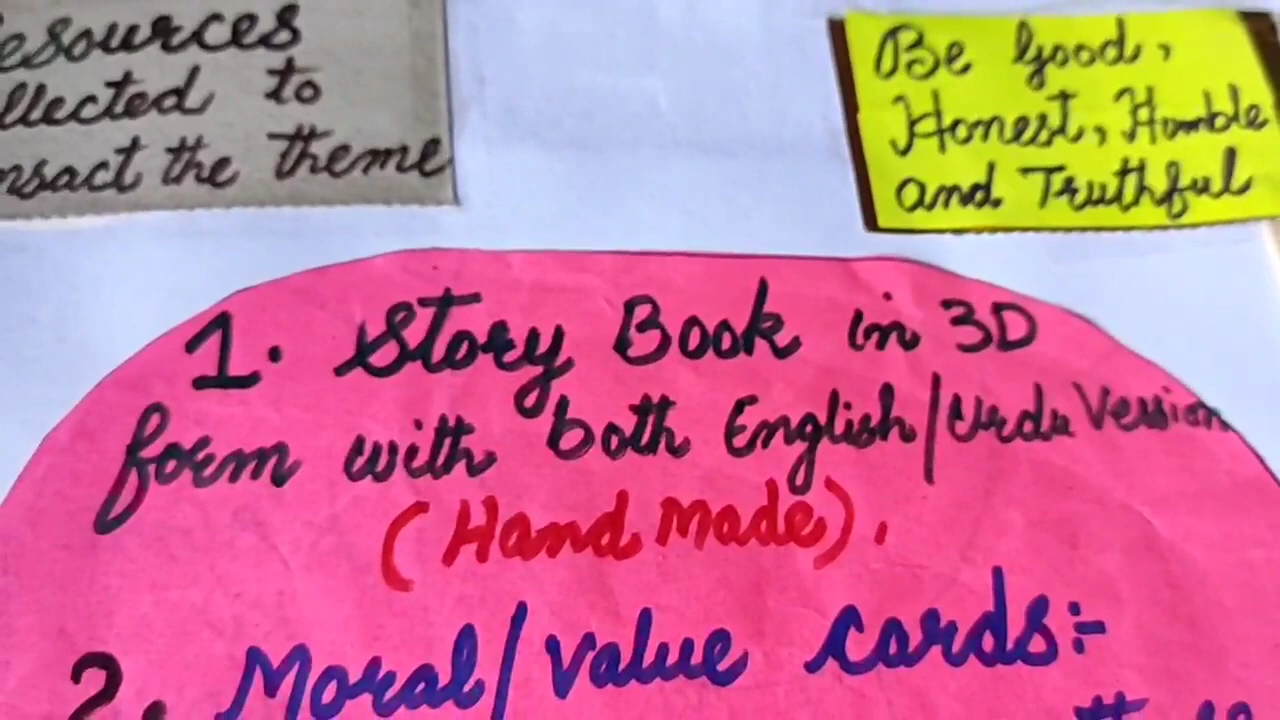 esources
llected to
nsact the theme
Be Good,
Honest, Humble
and Truthful
1. Story Book in 3D
form with both English/Urdu Version
(Hand made).
2. Moral/Value cards:-